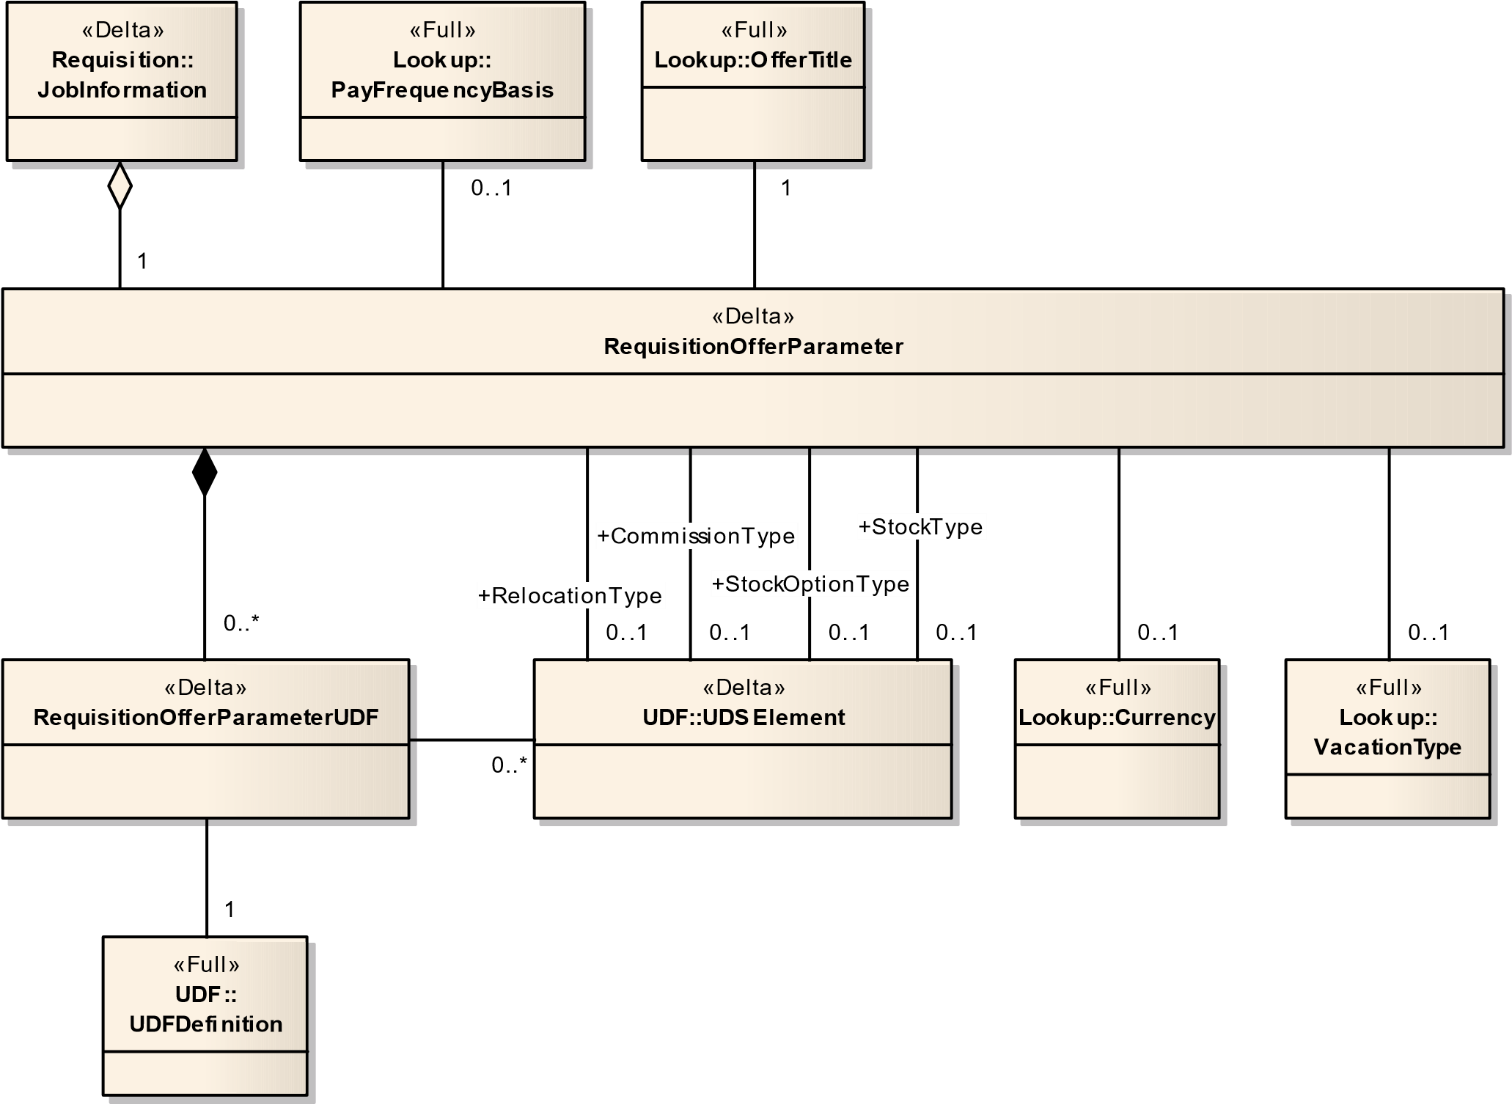 «Delta»
Requisition::
JobInformation
«Full»
Lookup::
PayFrequencyBasis
«Full»
Lookup::OfferTitle
0..1
1
1
«Delta»
RequisitionOfferParameter
+StockType
+CommissionType
+StockOptionType
+RelocationType
0..*
0..1
0..1
0..1
0..1
0..1
0..1
«Delta»
RequisitionOfferParameterUDF
«Delta»
UDF::UDSElement
«Full»
Lookup::Currency
«Full»
Lookup::
VacationType
0..*
1
«Full»
UDF::
UDFDefinition